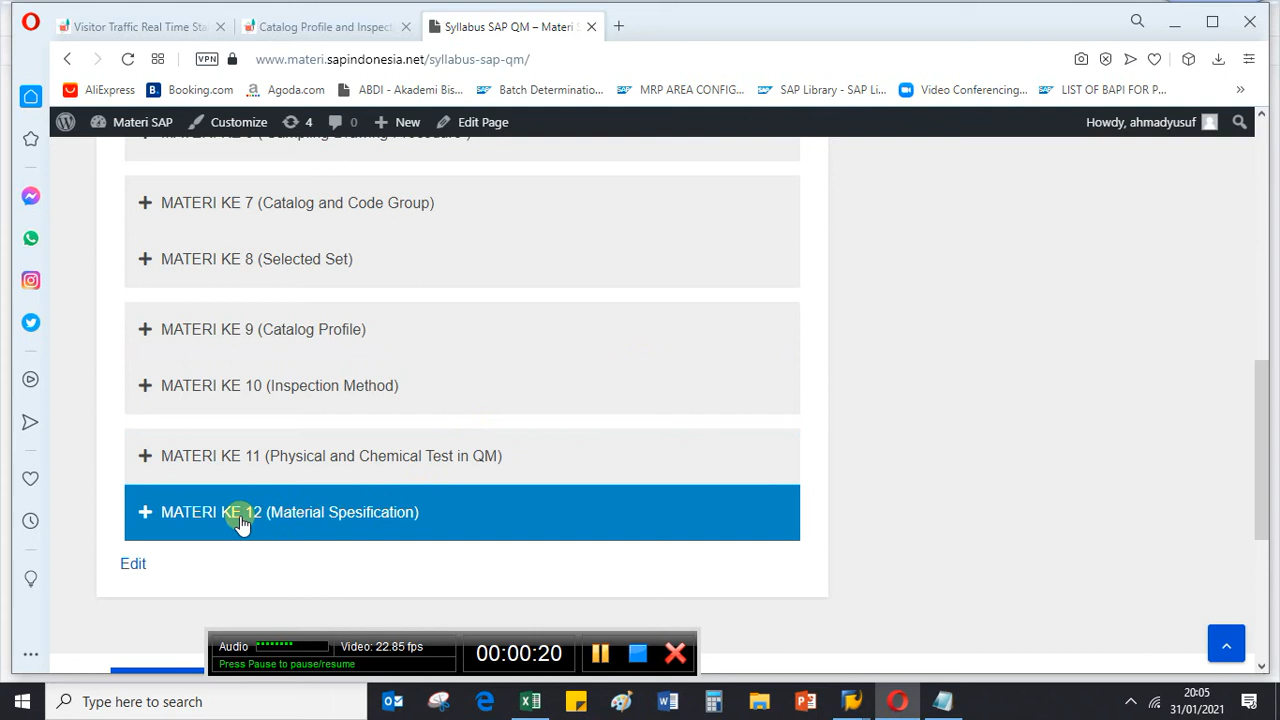 Visitor Traffic Real Time Sta
Catalog Profile and Inspect
Syllabus SAP QM – Materi S
VPN
www.materi.sapindonesia.net/syllabus-sap-qm/
AliExpress
B.
Booking.com
a
Agoda.com
ABDI - Akademi Bis...
Batch Determinatio...
MRP AREA CONFIG...
SAP Library - SAP Li...
Video Conferencing...
LIST OF BAPI FOR P...
Materi SAP
Customize
4
0
New
Edit Page
Howdy, ahmadyusuf
MATERI KE 7 (Catalog and Code Group)
MATERI KE 8 (Selected Set)
MATERI KE 9 (Catalog Profile)
MATERI KE 10 (Inspection Method)
MATERI KE 11 (Physical and Chemical Test in QM)
MATERI KE 12 (Material Spesification)
Edit
Audio
Video: 22.85 fps
Press Pause to pause/resume
00:00:20
Type here to search
20:05
31/01/2021